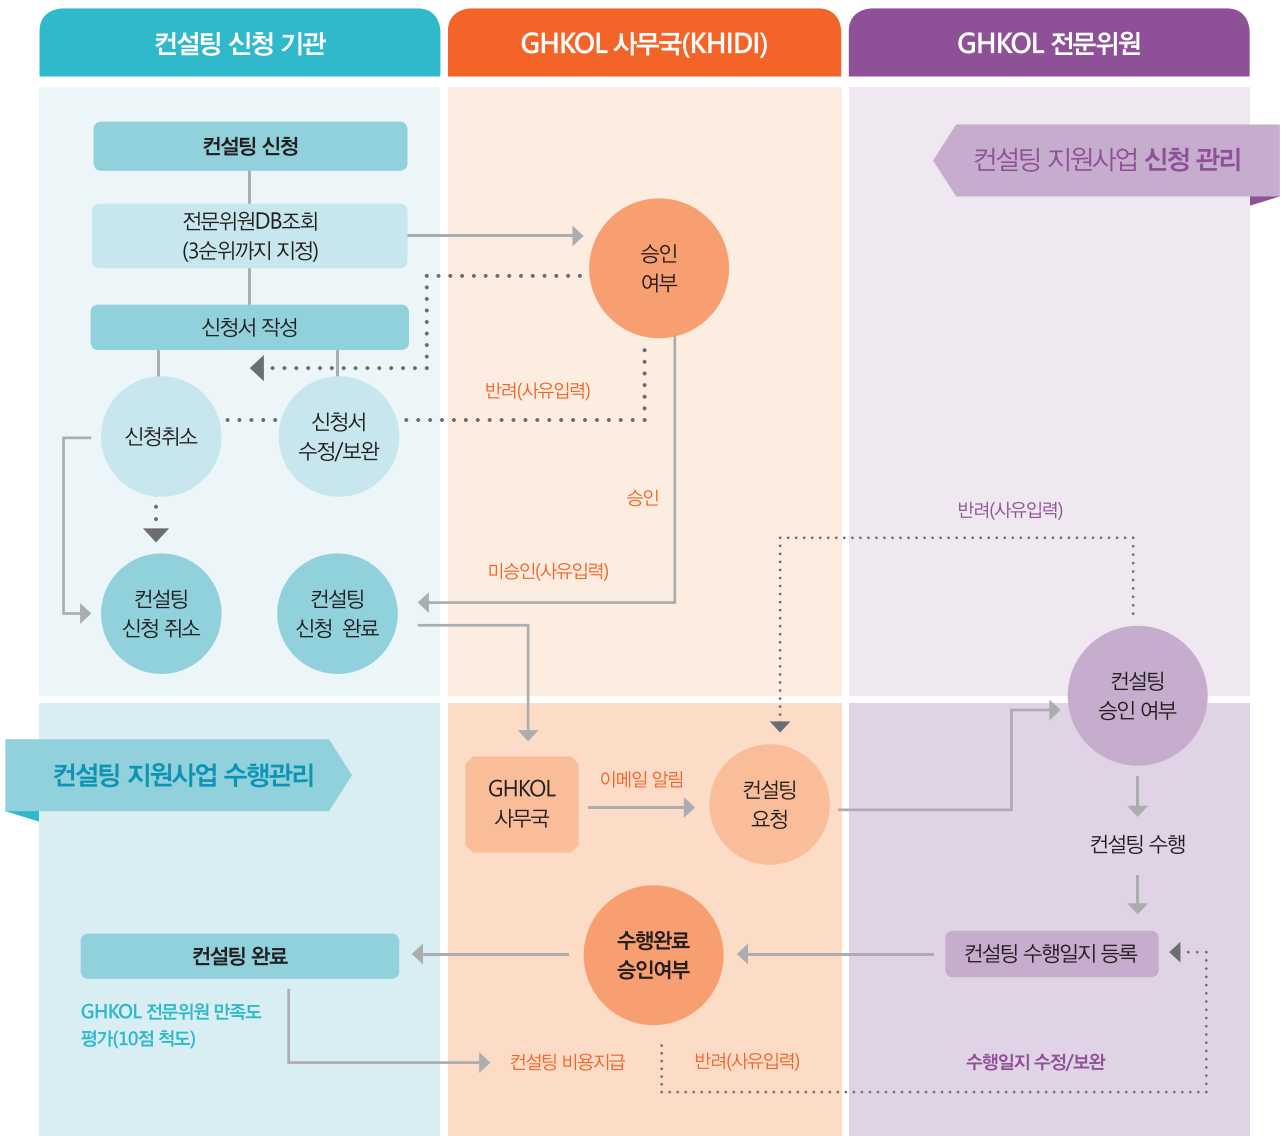 컨설팅 신청 기관
GHKOL 사무국(KHIDI)
GHKOL 전문위원
컨설팅 신청
컨설팅 지원사업 신청 관리
전문위원DB조회
(3순위까지 지정)
승인
여부
신청서 작성
반려(사유입력)
신청취소
신청서
수정/보완
승인
반려(사유입력)
미승인(사유입력)
컨설팅
신청 취소
컨설팅
신청 완료
컨설팅
승인 여부
컨설팅 지원사업 수행관리
GHKOL
사무국
이메일 알림
컨설팅
요청
컨설팅 수행
수행완료
승인여부
컨설팅 완료
컨설팅 수행일지 등록
GHKOL 전문위원 만족도
평가(10점 척도)
컨설팅 비용지급
반려(사유입력)
수행일지 수정/보완